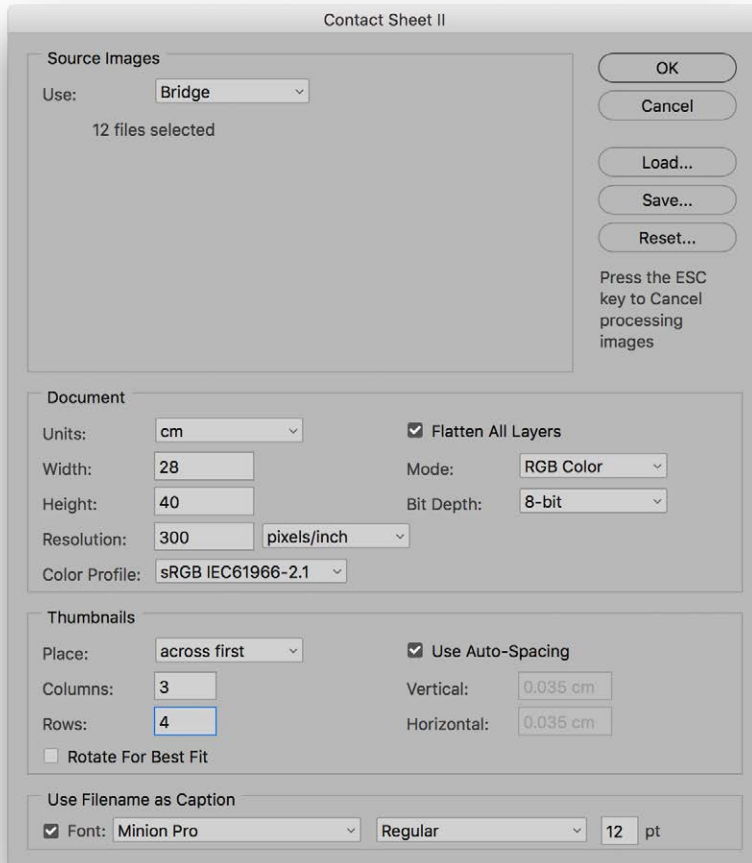 Contact Sheet II
Source Images
Use: Bridge
12 files selected
OK
Cancel
Load...
Save...
Reset...
Press the ESC
key to Cancel
processing
images
Document
Units: cm
Width: 28
Height: 40
Resolution: 300 pixels/inch
Color Profile: sRGB IEC61966-2.1
Flatten All Layers
Mode: RGB Color
Bit Depth: 8-bit
Thumbnails
Place: across first
Columns: 3
Rows: 4
Rotate For Best Fit
Use Auto-Spacing
Vertical: 0.035 cm
Horizontal: 0.035 cm
Use Filename as Caption
Font: Minion Pro Regular 12 pt